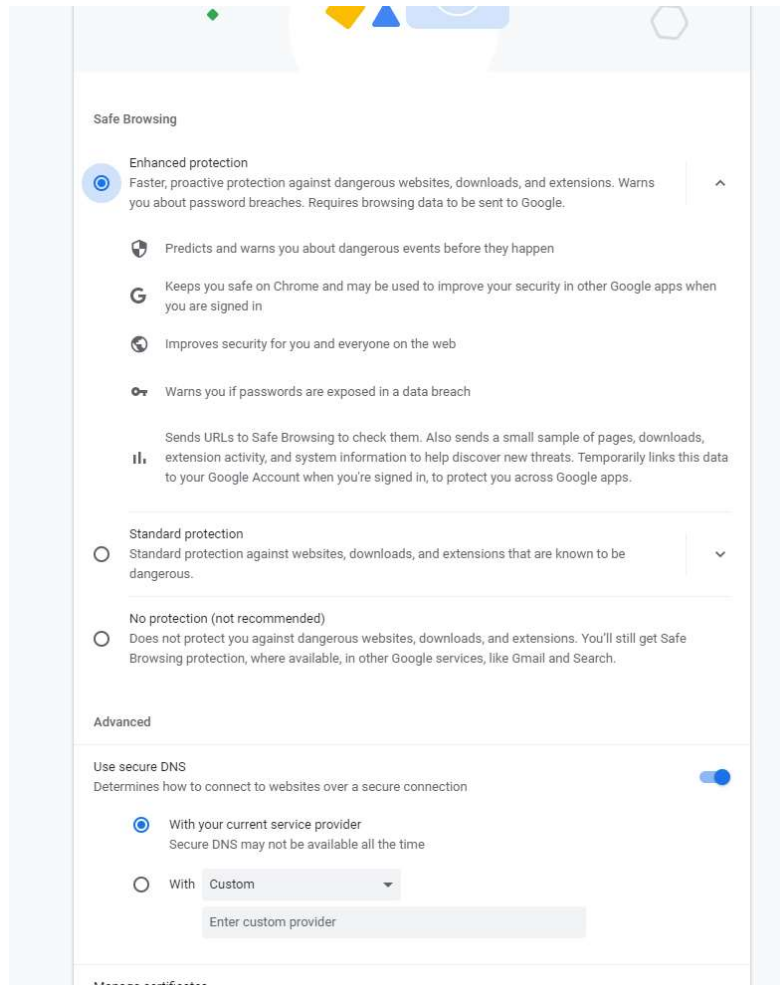 Safe Browsing
Enhanced protection
Faster, proactive protection against dangerous websites, downloads, and extensions. Warns
you about password breaches. Requires browsing data to be sent to Google.
Predicts and warns you about dangerous events before they happen
Keeps you safe on Chrome and may be used to improve your security in other Google apps when
you are signed in
Improves security for you and everyone on the web
Warns you if passwords are exposed in a data breach
Sends URLs to Safe Browsing to check them. Also sends a small sample of pages, downloads,
extension activity, and system information to help discover new threats. Temporarily links this data
to your Google Account when you're signed in, to protect you across Google apps.
Standard protection
Standard protection against websites, downloads, and extensions that are known to be
dangerous.
No protection (not recommended)
Does not protect you against dangerous websites, downloads, and extensions. You'll still get Safe
Browsing protection, where available, in other Google services, like Gmail and Search.
Advanced
Use secure DNS
Determines how to connect to websites over a secure connection
With your current service provider
Secure DNS may not be available all the time
With Custom
Enter custom provider
Manage certificates